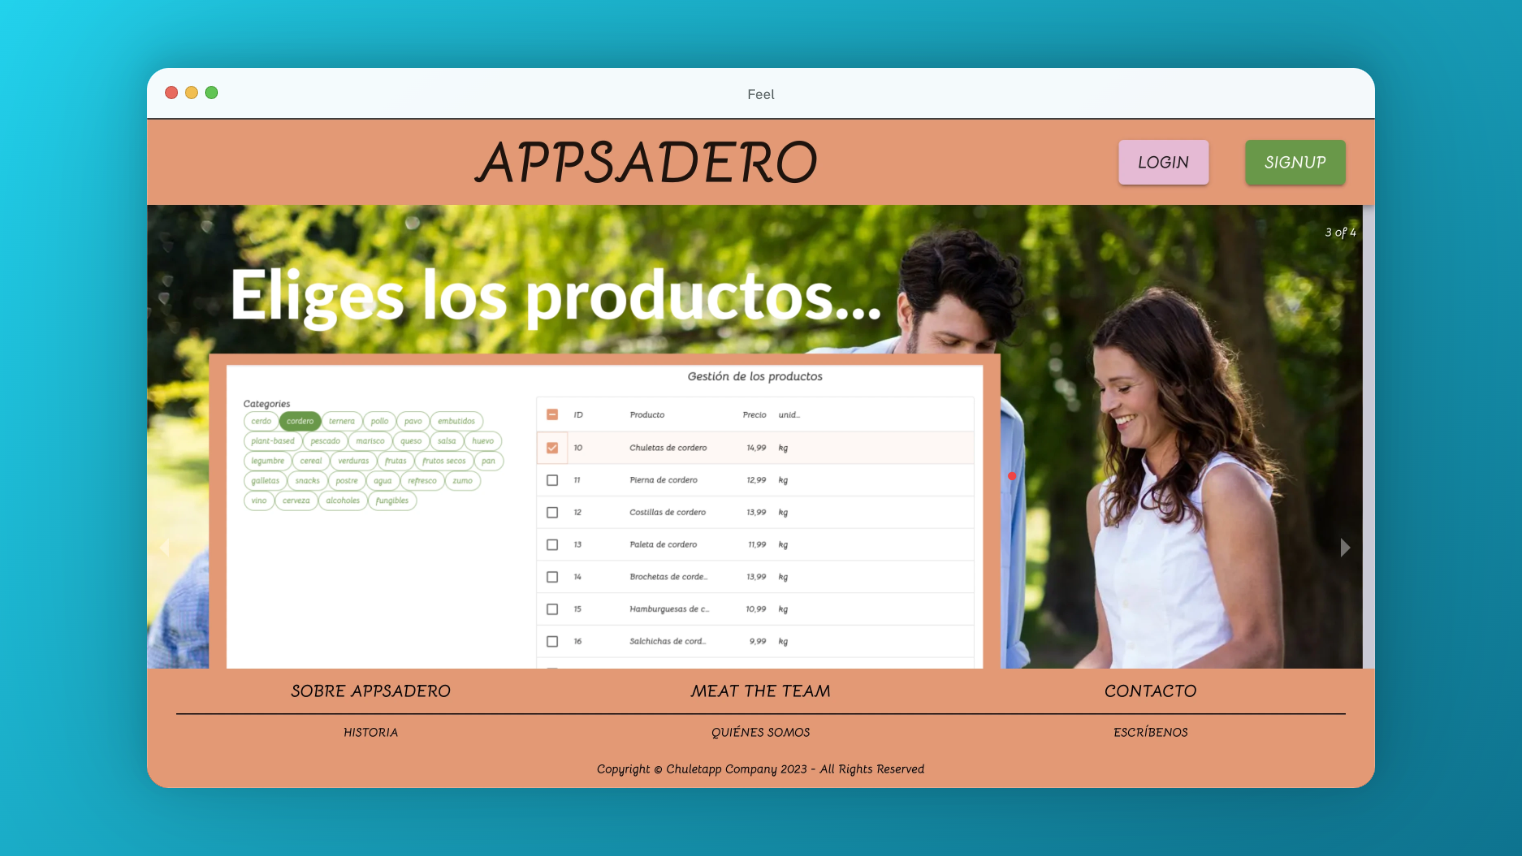 Feel
APPSADERO
LOGIN
SIGNUP
3 of 4
Eliges los productos...
Gestión de los productos
Categories
cerdo cordero ternera pollo pavo embutidos
plant-based pescado marisco queso salsa huevo
legumbre cereal verduras frutas frutos secos pan
galletas snacks postre agua refresco zumo
vino cerveza alcoholes fungibles
ID Producto Precio unid...
10 Chuletas de cordero 14,99 kg
11 Pierna de cordero 12,99 kg
12 Costillas de cordero 13,99 kg
13 Paleta de cordero 11,99 kg
14 Brochetas de corde... 13,99 kg
15 Hamburguesas de c... 10,99 kg
16 Salchichas de cord... 9,99 kg
SOBRE APPSADERO MEAT THE TEAM CONTACTO
HISTORIA QUIÉNES SOMOS ESCRÍBENOS
Copyright © Chuletapp Company 2023 - All Rights Reserved